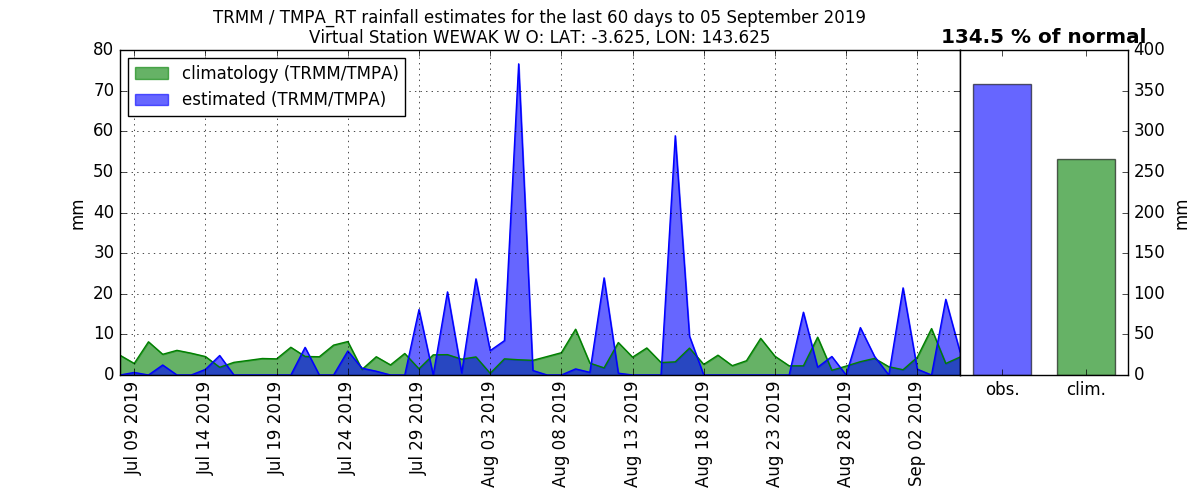 TRMM / TMPA_RT rainfall estimates for the last 60 days to 05 September 2019
Virtual Station WEWAK W O: LAT: -3.625, LON: 143.625
134.5 % of normal
climatology (TRMM/TMPA)
estimated (TRMM/TMPA)
80
70
60
50
40
30
20
10
0
mm
400
350
300
250
200
150
100
50
0
mm
Jul 09 2019
Jul 14 2019
Jul 19 2019
Jul 24 2019
Jul 29 2019
Aug 03 2019
Aug 08 2019
Aug 13 2019
Aug 18 2019
Aug 23 2019
Aug 28 2019
Sep 02 2019
obs.
clim.